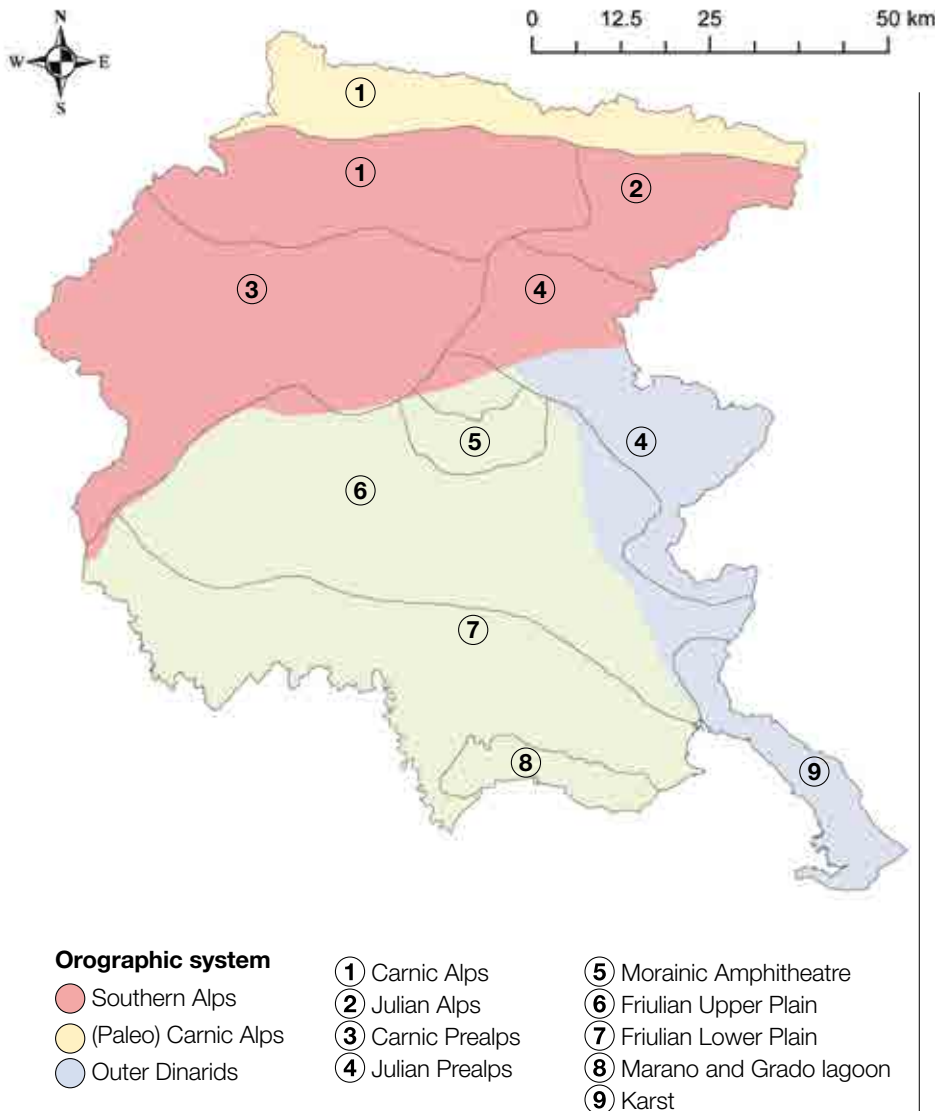 N
W E
S
0 12.5 25 50 km
1
1
2
3
4
4
5
6
7
8
9
Orographic system
Southern Alps
(Paleo) Carnic Alps
Outer Dinarids
1 Carnic Alps
2 Julian Alps
3 Carnic Prealps
4 Julian Prealps
5 Morainic Amphitheatre
6 Friulian Upper Plain
7 Friulian Lower Plain
8 Marano and Grado lagoon
9 Karst